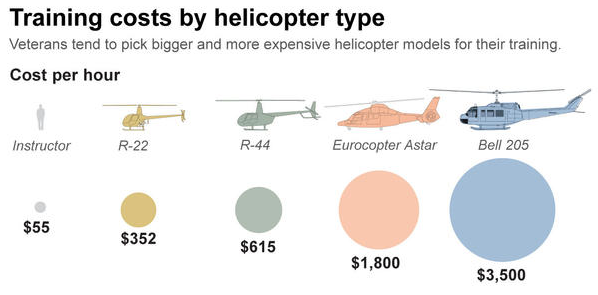 Training costs by helicopter type
Veterans tend to pick bigger and more expensive helicopter models for their training.
Cost per hour
Instructor R-22 R-44 Eurocopter Astar Bell 205
$55 $352 $615 $1,800 $3,500